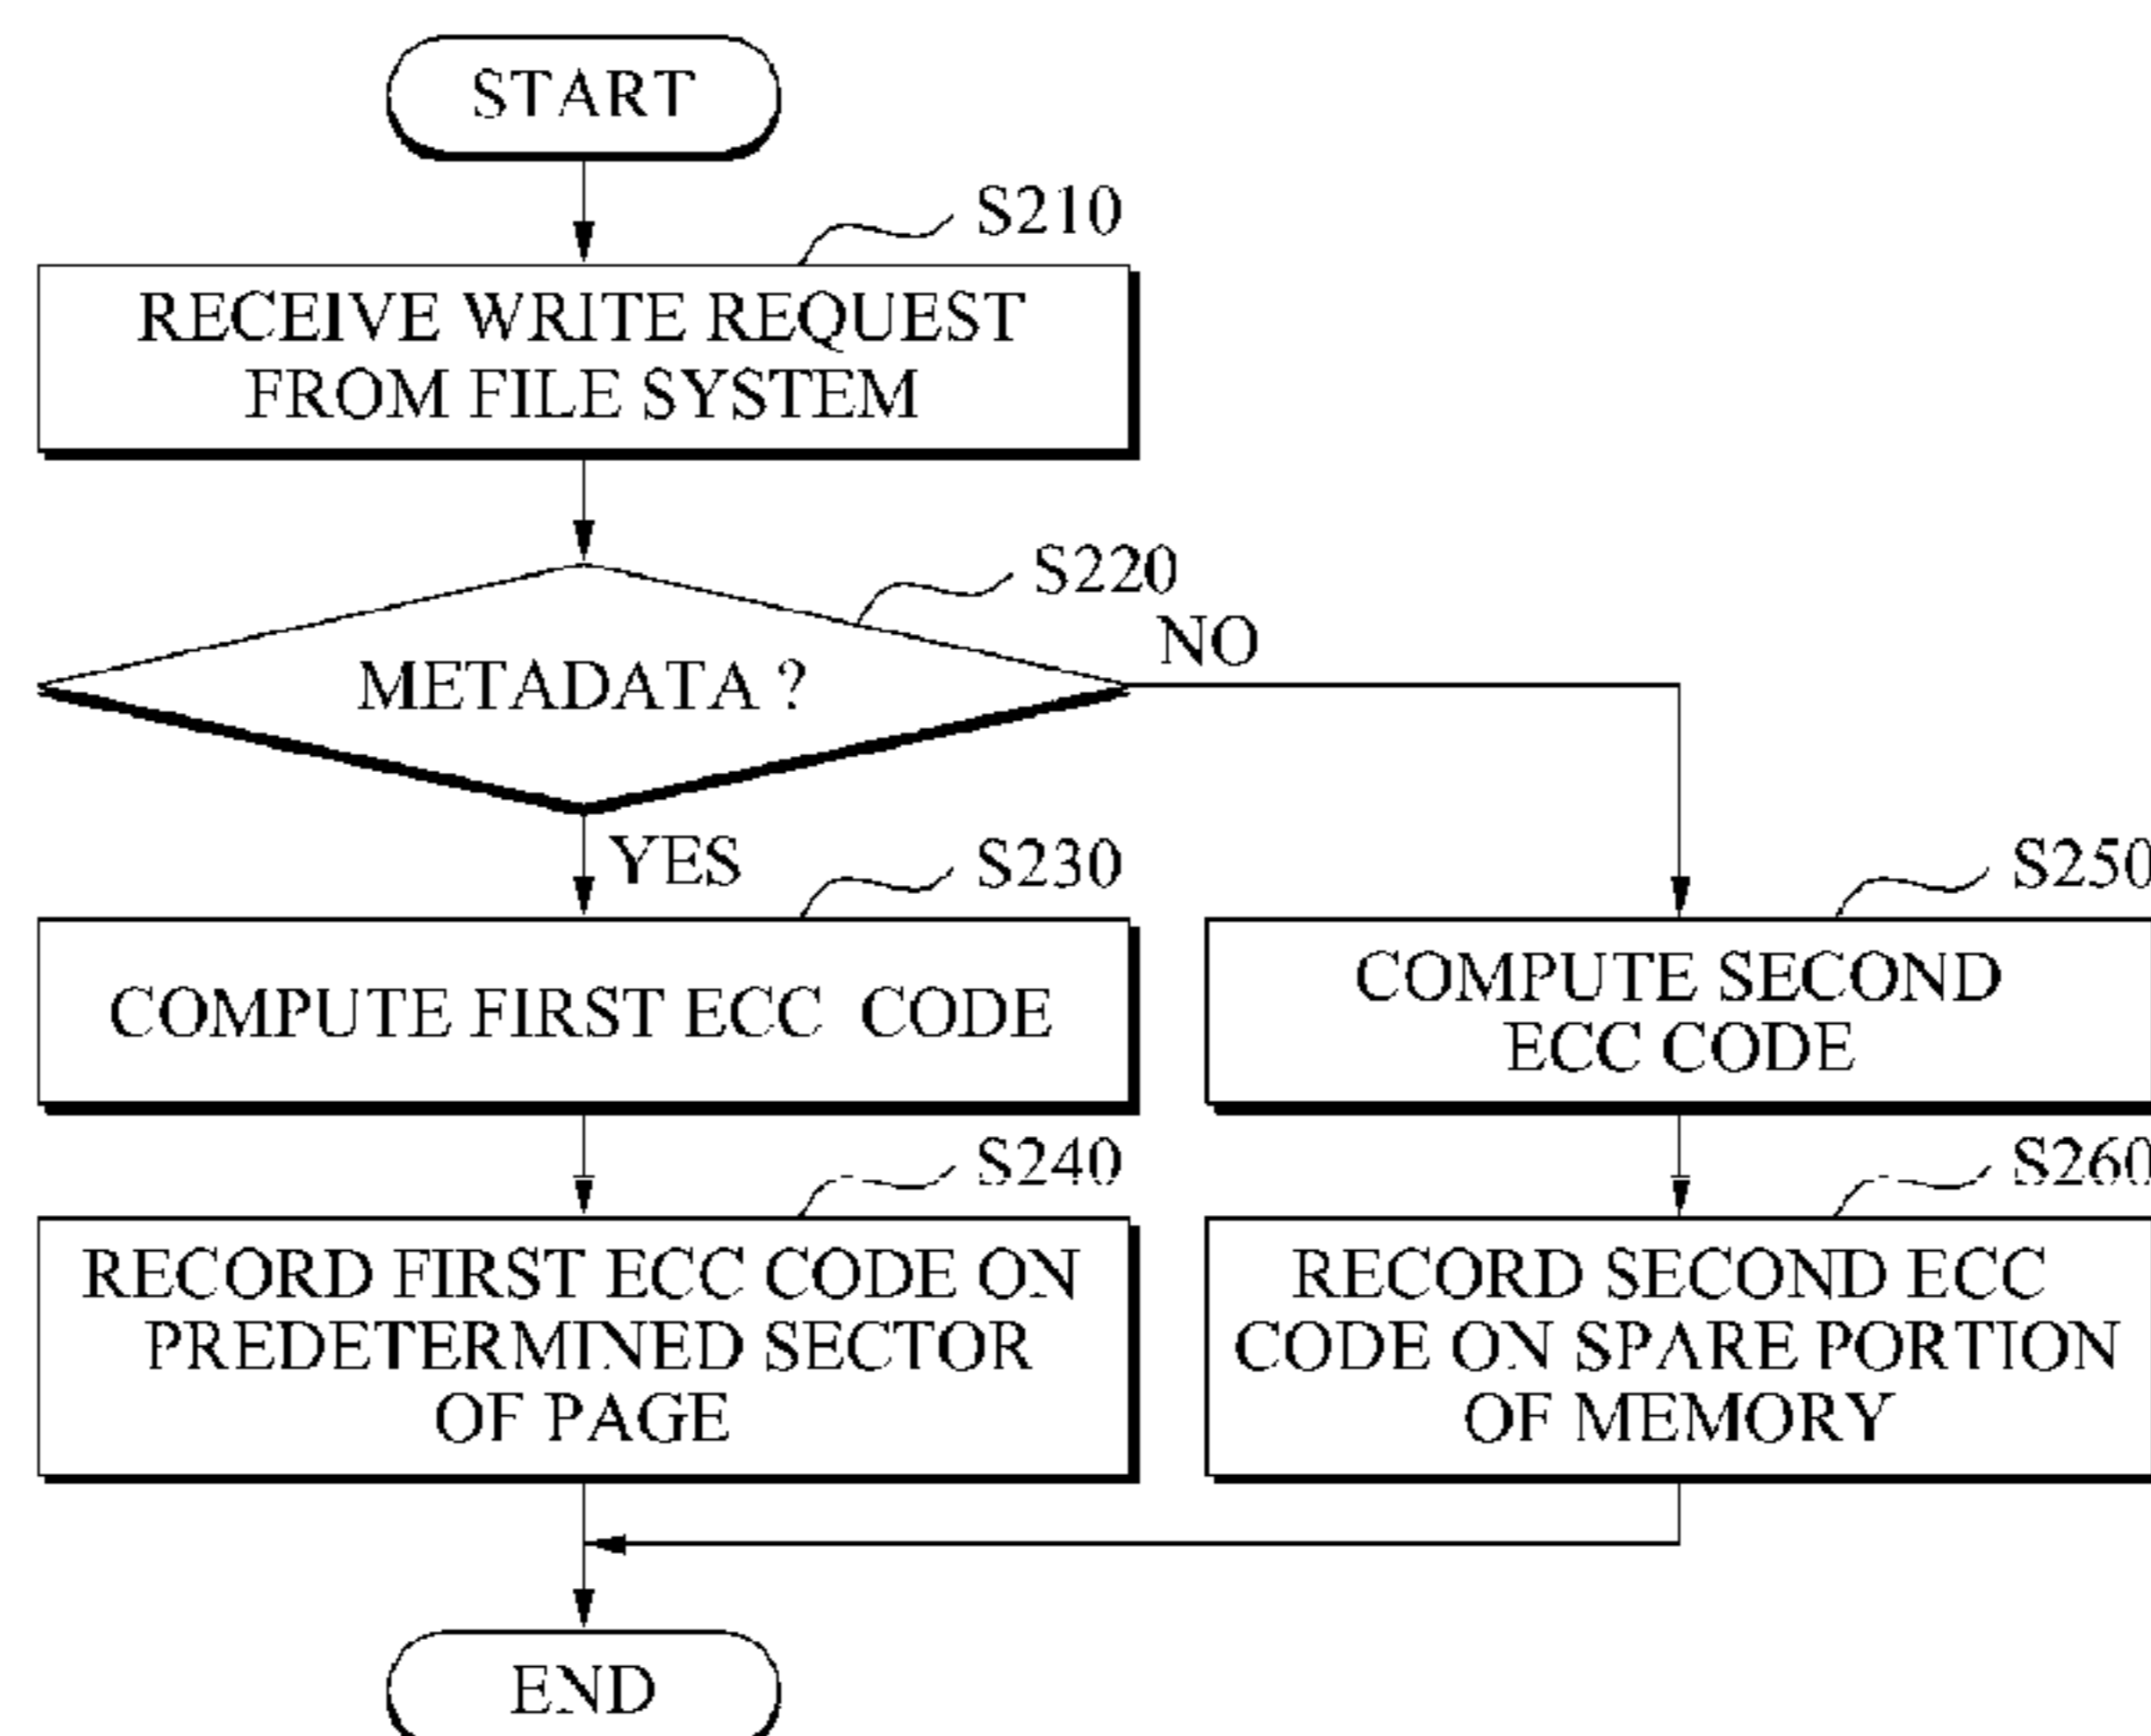 START
S210
RECEIVE WRITE REQUEST
FROM FILE SYSTEM
S220
NO
METADATA ?
YES
S230
COMPUTE FIRST ECC CODE
S250
COMPUTE SECOND
ECC CODE
S240
RECORD FIRST ECC CODE ON
PREDETERMINED SECTOR
OF PAGE
S260
RECORD SECOND ECC
CODE ON SPARE PORTION
OF MEMORY
END